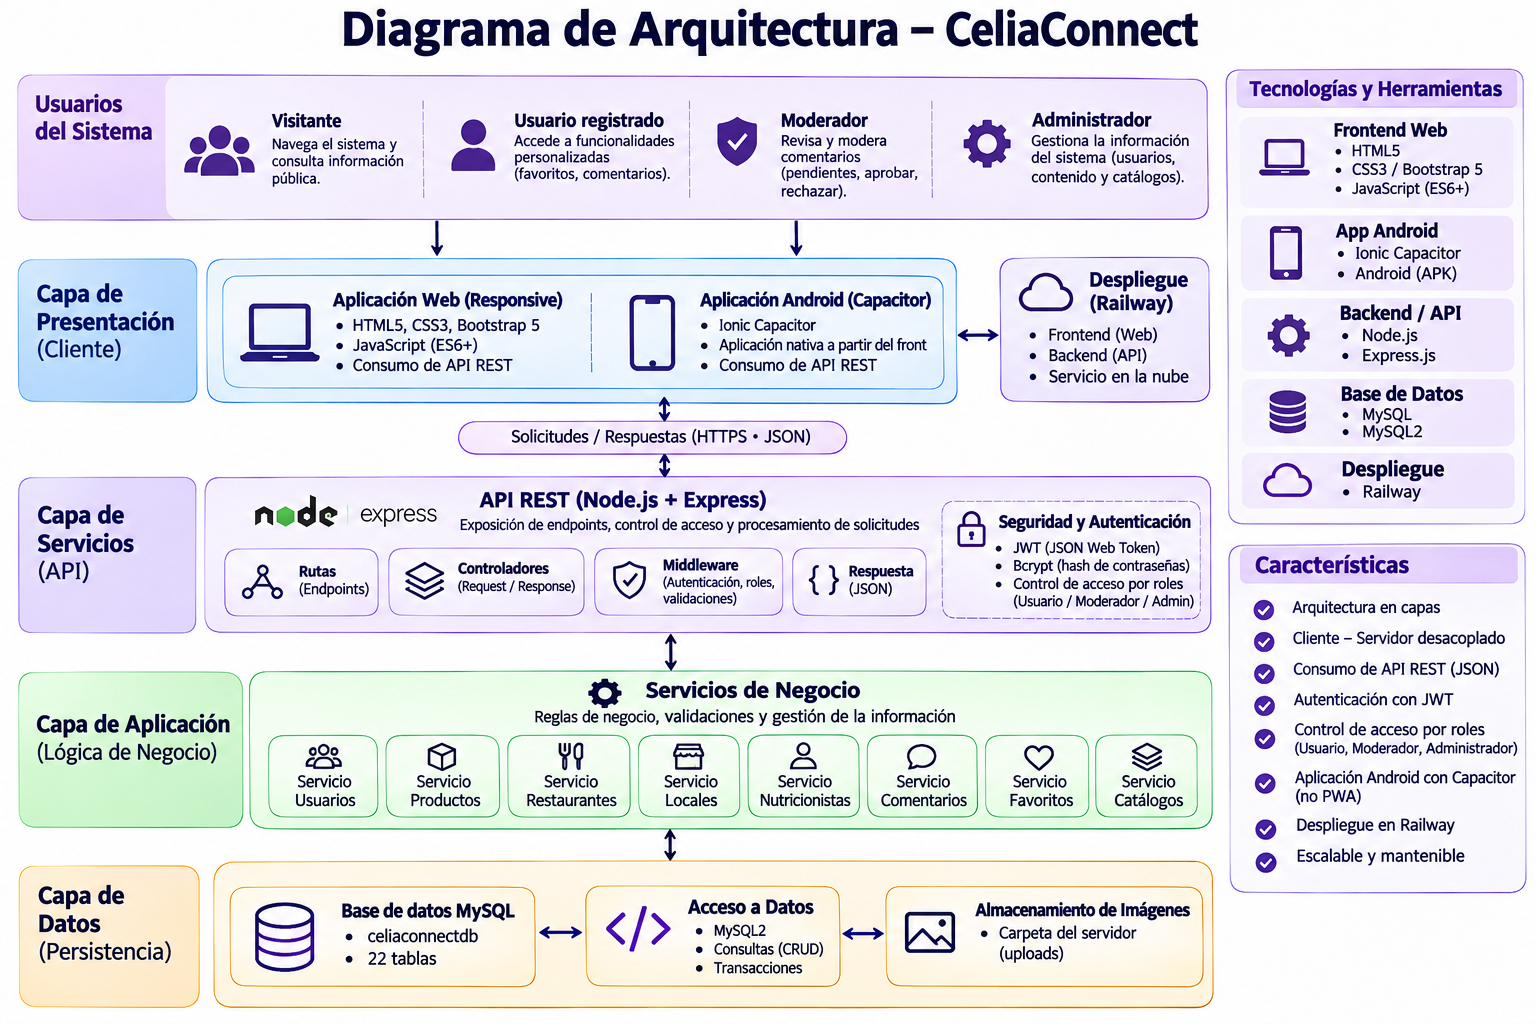 Diagrama de Arquitectura – CeliaConnect
Usuarios
del Sistema
Visitante
Navega el sistema y
consulta información
pública.
Usuario registrado
Accede a funcionalidades
personalizadas
(favoritos, comentarios).
Moderador
Revisa y modera
comentarios
(pendientes, aprobar,
rechazar).
Administrador
Gestiona la información
del sistema (usuarios,
contenido y catálogos).
Capa de
Presentación
(Cliente)
Aplicación Web (Responsive)
• HTML5, CSS3, Bootstrap 5
• JavaScript (ES6+)
• Consumo de API REST
Aplicación Android (Capacitor)
• Ionic Capacitor
• Aplicación nativa a partir del front
• Consumo de API REST
Despliegue
(Railway)
• Frontend (Web)
• Backend (API)
• Servicio en la nube
Solicitudes / Respuestas (HTTPS • JSON)
Capa de
Servicios
(API)
node
express
API REST (Node.js + Express)
Exposición de endpoints, control de acceso y procesamiento de solicitudes
Rutas
(Endpoints)
Controladores
(Request / Response)
Middleware
(Autenticación, roles,
validaciones)
{ }
Respuesta
(JSON)
Seguridad y Autenticación
• JWT (JSON Web Token)
• Bcrypt (hash de contraseñas)
• Control de acceso por roles
(Usuario / Moderador / Admin)
Capa de Aplicación
(Lógica de Negocio)
Servicios de Negocio
Reglas de negocio, validaciones y gestión de la información
Servicio
Usuarios
Servicio
Productos
Servicio
Restaurantes
Servicio
Locales
Servicio
Nutricionistas
Servicio
Comentarios
Servicio
Favoritos
Servicio
Catálogos
Capa de
Datos
(Persistencia)
Base de datos MySQL
• celiaconnectdb
• 22 tablas
</>
Acceso a Datos
• MySQL2
• Consultas (CRUD)
• Transacciones
Almacenamiento de Imágenes
• Carpeta del servidor
(uploads)
Tecnologías y Herramientas
Frontend Web
• HTML5
• CSS3 / Bootstrap 5
• JavaScript (ES6+)
App Android
• Ionic Capacitor
• Android (APK)
Backend / API
• Node.js
• Express.js
Base de Datos
• MySQL
• MySQL2
Despliegue
• Railway
Características
Arquitectura en capas
Cliente – Servidor desacoplado
Consumo de API REST (JSON)
Autenticación con JWT
Control de acceso por roles
(Usuario, Moderador, Administrador)
Aplicación Android con Capacitor
(no PWA)
Despliegue en Railway
Escalable y mantenible